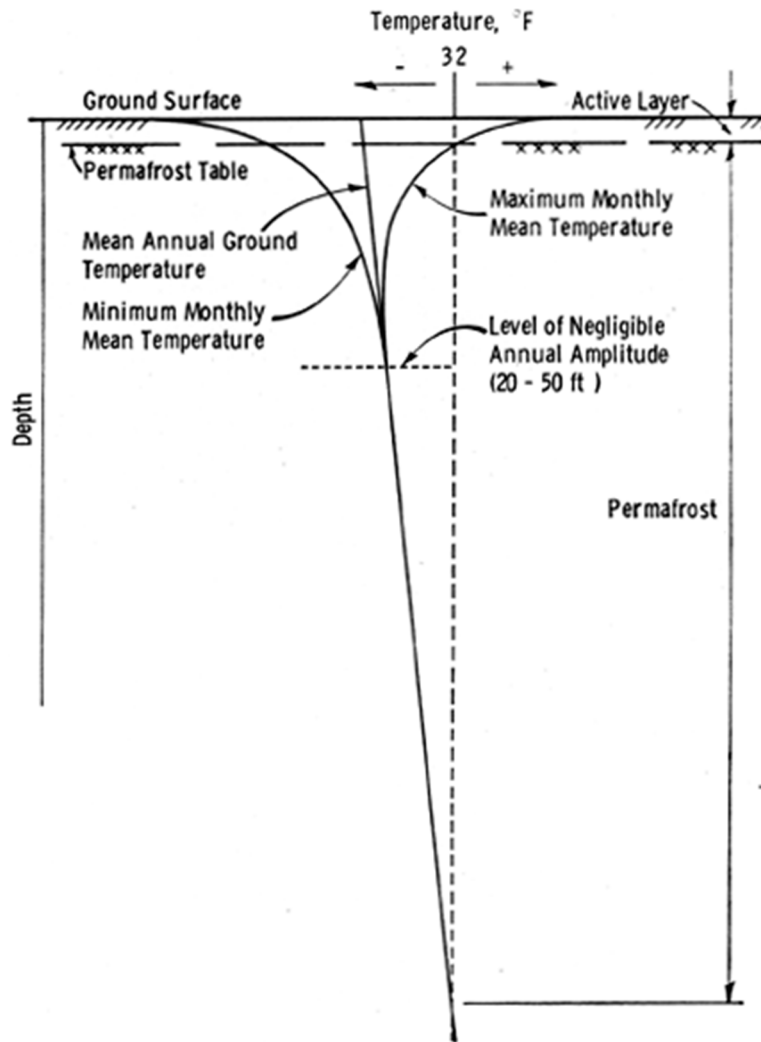 Temperature, °F
32
- +
Ground Surface
Active Layer
Permafrost Table
Maximum Monthly
Mean Temperature
Mean Annual Ground
Temperature
Minimum Monthly
Mean Temperature
Level of Negligible
Annual Amplitude
(20 - 50 ft )
Depth
Permafrost